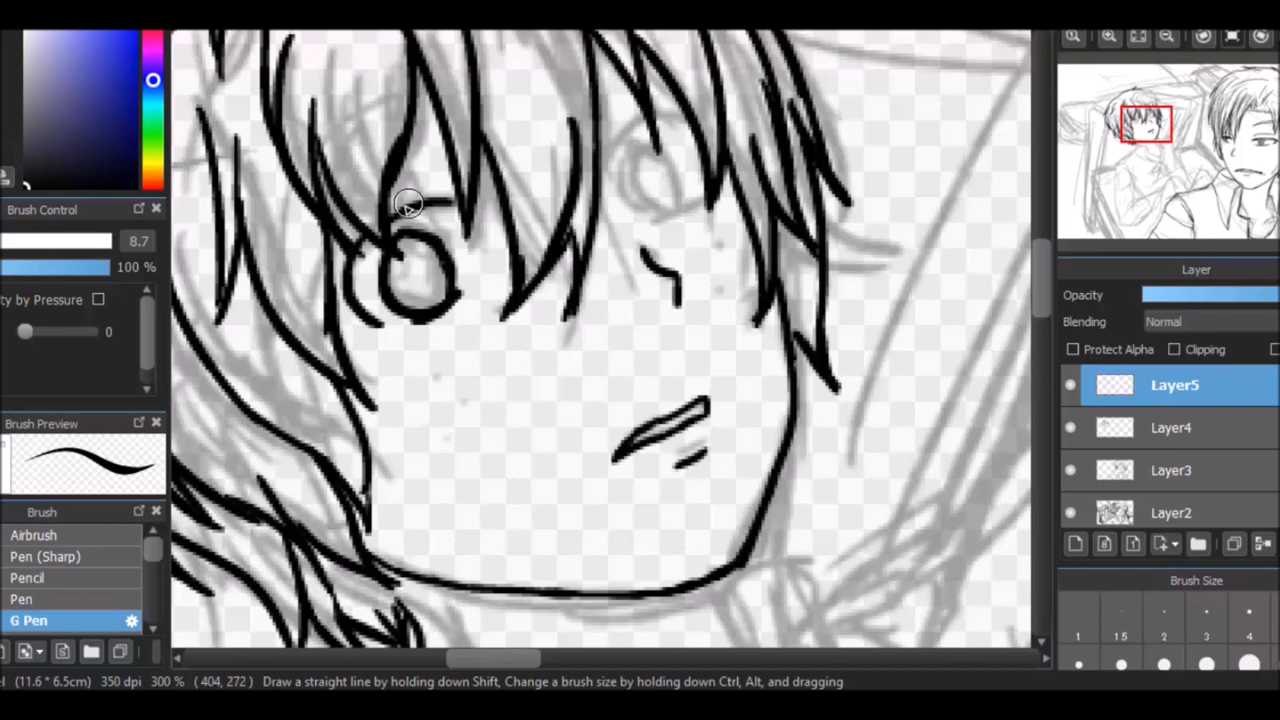 Brush Control
8.7
100 %
ty by Pressure
0
Brush Preview
Brush
Airbrush
Pen (Sharp)
Pencil
Pen
G Pen
Layer
Opacity
Blending
Normal
Protect Alpha
Clipping
Layer5
Layer4
Layer3
Layer2
Brush Size
1
1.5
2
3
4
(11.6 * 6.5cm) 350 dpi 300 % ( 404, 272 ) Draw a straight line by holding down Shift, Change a brush size by holding down Ctrl, Alt, and dragging